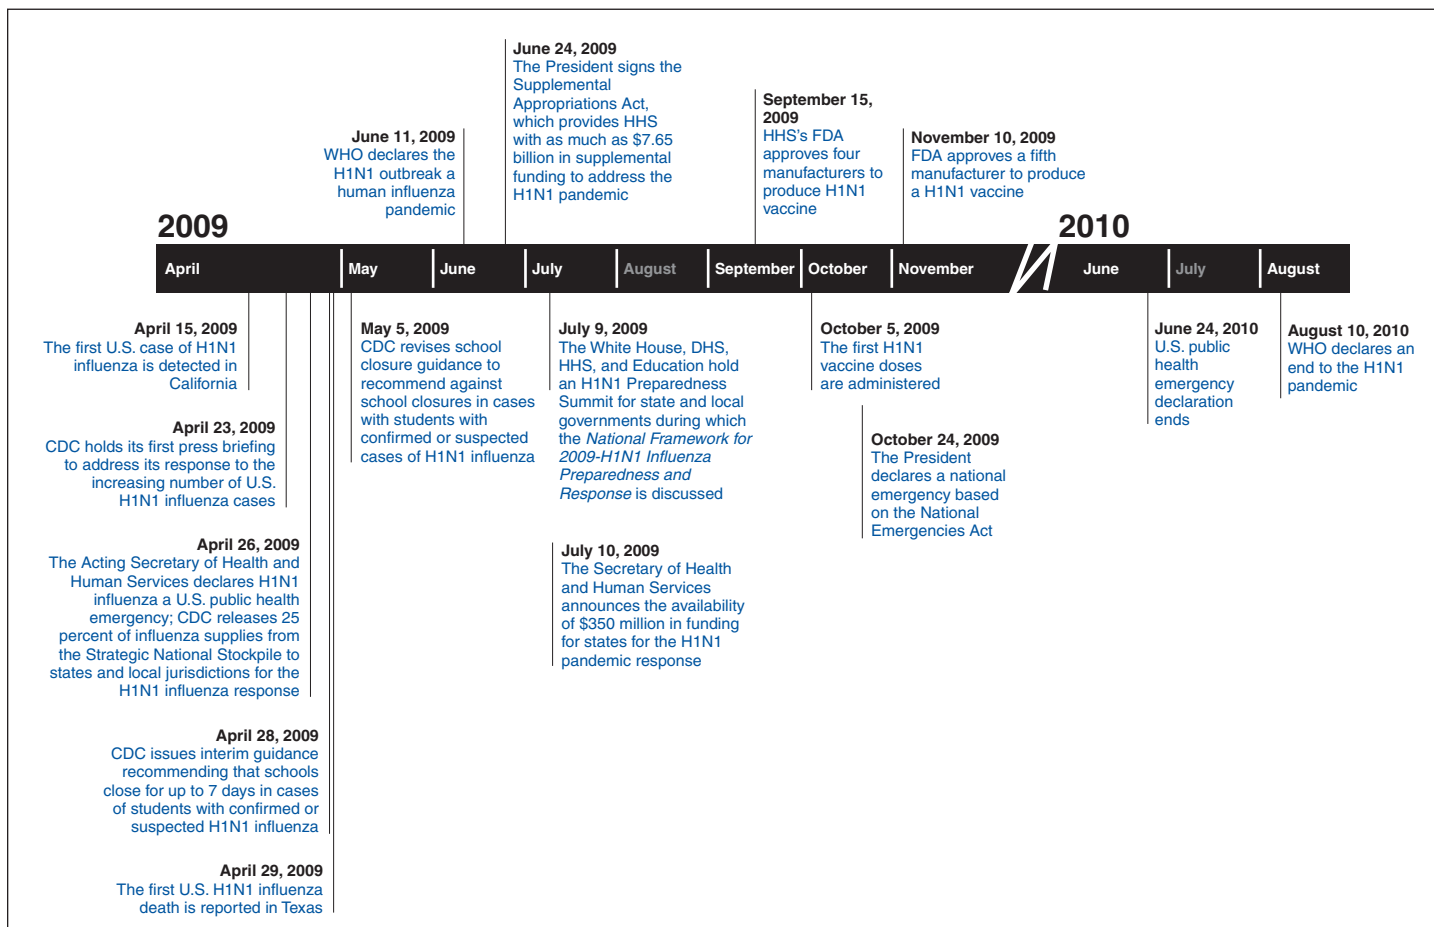 June 24, 2009
The President signs the
Supplemental
Appropriations Act,
which provides HHS
with as much as $7.65
billion in supplemental
funding to address the
H1N1 pandemic
June 11, 2009
WHO declares the
H1N1 outbreak a
human influenza
pandemic
September 15,
2009
HHS's FDA
approves four
manufacturers to
produce H1N1
vaccine
November 10, 2009
FDA approves a fifth
manufacturer to produce
a H1N1 vaccine
2009
2010
April
May
June
July
August
September
October
November
June
July
August
April 15, 2009
The first U.S. case of H1N1
influenza is detected in
California
April 23, 2009
CDC holds its first press briefing
to address its response to the
increasing number of U.S.
H1N1 influenza cases
April 26, 2009
The Acting Secretary of Health and
Human Services declares H1N1
influenza a U.S. public health
emergency; CDC releases 25
percent of influenza supplies from
the Strategic National Stockpile to
states and local jurisdictions for the
H1N1 influenza response
April 28, 2009
CDC issues interim guidance
recommending that schools
close for up to 7 days in cases
of students with confirmed or
suspected H1N1 influenza
April 29, 2009
The first U.S. H1N1 influenza
death is reported in Texas
May 5, 2009
CDC revises school
closure guidance to
recommend against
school closures in cases
with students with
confirmed or suspected
cases of H1N1 influenza
July 9, 2009
The White House, DHS,
HHS, and Education hold
an H1N1 Preparedness
Summit for state and local
governments during which
the National Framework for
2009-H1N1 Influenza
Preparedness and
Response is discussed
July 10, 2009
The Secretary of Health
and Human Services
announces the availability
of $350 million in funding
for states for the H1N1
pandemic response
October 5, 2009
The first H1N1
vaccine doses
are administered
October 24, 2009
The President
declares a national
emergency based
on the National
Emergencies Act
June 24, 2010
U.S. public
health
emergency
declaration
ends
August 10, 2010
WHO declares an
end to the H1N1
pandemic